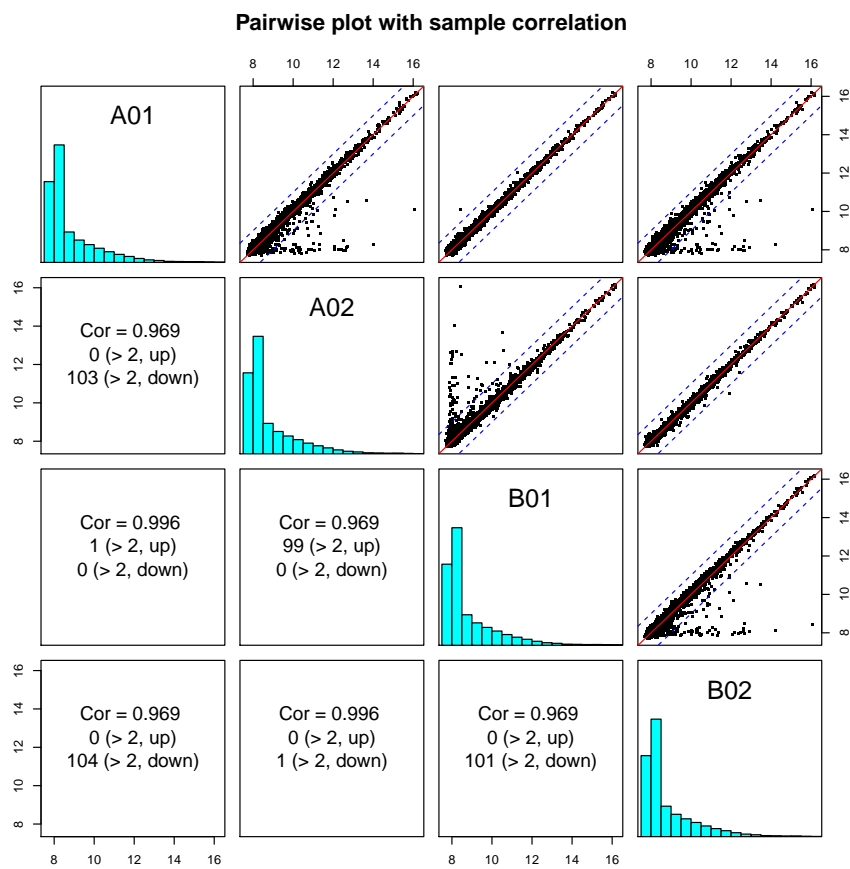 Pairwise plot with sample correlation
8 10 12 14 16
8 10 12 14 16
A01
8 10 12 14 16
8 10 12 14 16
Cor = 0.969
0 (> 2, up)
103 (> 2, down)
A02
Cor = 0.996
1 (> 2, up)
0 (> 2, down)
Cor = 0.969
99 (> 2, up)
0 (> 2, down)
B01
8 10 12 14 16
8 10 12 14 16
Cor = 0.969
0 (> 2, up)
104 (> 2, down)
Cor = 0.996
0 (> 2, up)
1 (> 2, down)
Cor = 0.969
0 (> 2, up)
101 (> 2, down)
B02
8 10 12 14 16
8 10 12 14 16